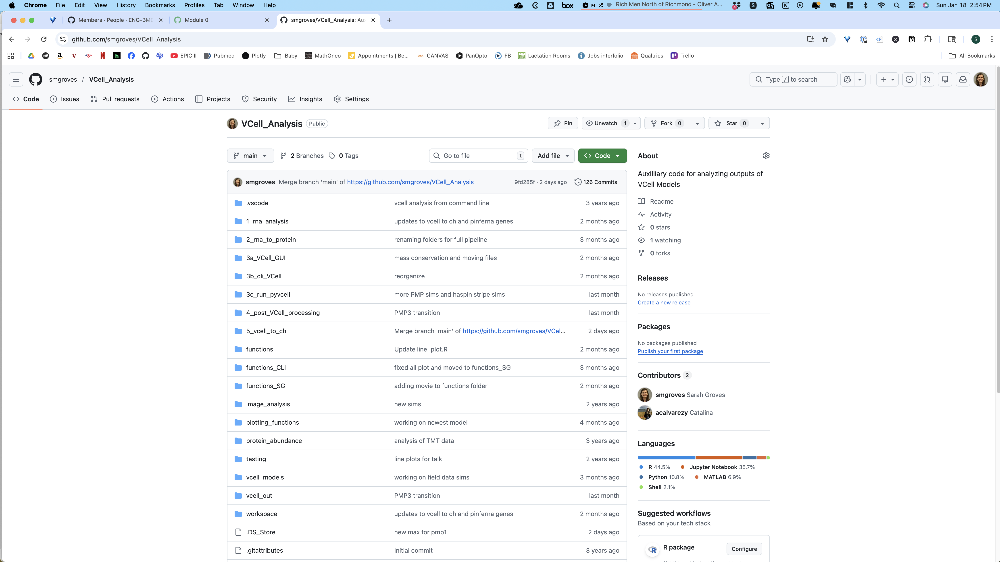 Chrome File Edit View History Bookmarks Profiles Tab Window Help box Rich Men North of Richmond - Oliver A... 4 Sun Jan 18 2:54 PM
Members · People · ENG-BME Module 0 smgroves/VCell_Analysis: Aux
github.com/smgroves/VCell_Analysis S
EPIC II Pubmed Plotly Baby MathOnco Appointments | Be... UVA CANVAS PanOpto FB Lactation Rooms Jobs interfolio Qualtrics Trello All Bookmarks
smgroves / VCell_Analysis Type / to search
Code Issues Pull requests Actions Projects Security Insights Settings
VCell_Analysis Public Pin Unwatch 1 Fork 0 Star 0
main 2 Branches 0 Tags Go to file t Add file Code
smgroves Merge branch 'main' of https://github.com/smgroves/VCell_Analysis 9fd285f · 2 days ago 126 Commits
.vscode vcell analysis from command line 3 years ago
1_rna_analysis updates to vcell to ch and pinferna genes 2 months ago
2_rna_to_protein renaming folders for full pipeline 3 months ago
3a_VCell_GUI mass conservation and moving files 2 months ago
3b_cli_VCell reorganize 2 months ago
3c_run_pyvcell more PMP sims and haspin stripe sims last month
4_post_VCell_processing PMP3 transition last month
5_vcell_to_ch Merge branch 'main' of https://github.com/smgroves/VCel... 2 days ago
functions Update line_plot.R 2 months ago
functions_CLI fixed all plot and moved to functions_SG 3 months ago
functions_SG adding movie to functions folder 2 months ago
image_analysis new sims 2 years ago
plotting_functions working on newest model 4 months ago
protein_abundance analysis of TMT data 3 years ago
testing line plots for talk 2 years ago
vcell_models working on field data sims 3 months ago
vcell_out PMP3 transition last month
workspace updates to vcell to ch and pinferna genes 2 months ago
.DS_Store new max for pmp1 2 days ago
.gitattributes Initial commit 3 years ago
About
Auxilliary code for analyzing outputs of
VCell Models
Readme
Activity
0 stars
1 watching
0 forks
Releases
No releases published
Create a new release
Packages
No packages published
Publish your first package
Contributors 2
smgroves Sarah Groves
acalvarezy Catalina
Languages
R 44.5% Jupyter Notebook 35.7%
Python 10.8% MATLAB 6.9%
Shell 2.1%
Suggested workflows
Based on your tech stack
R package Configure